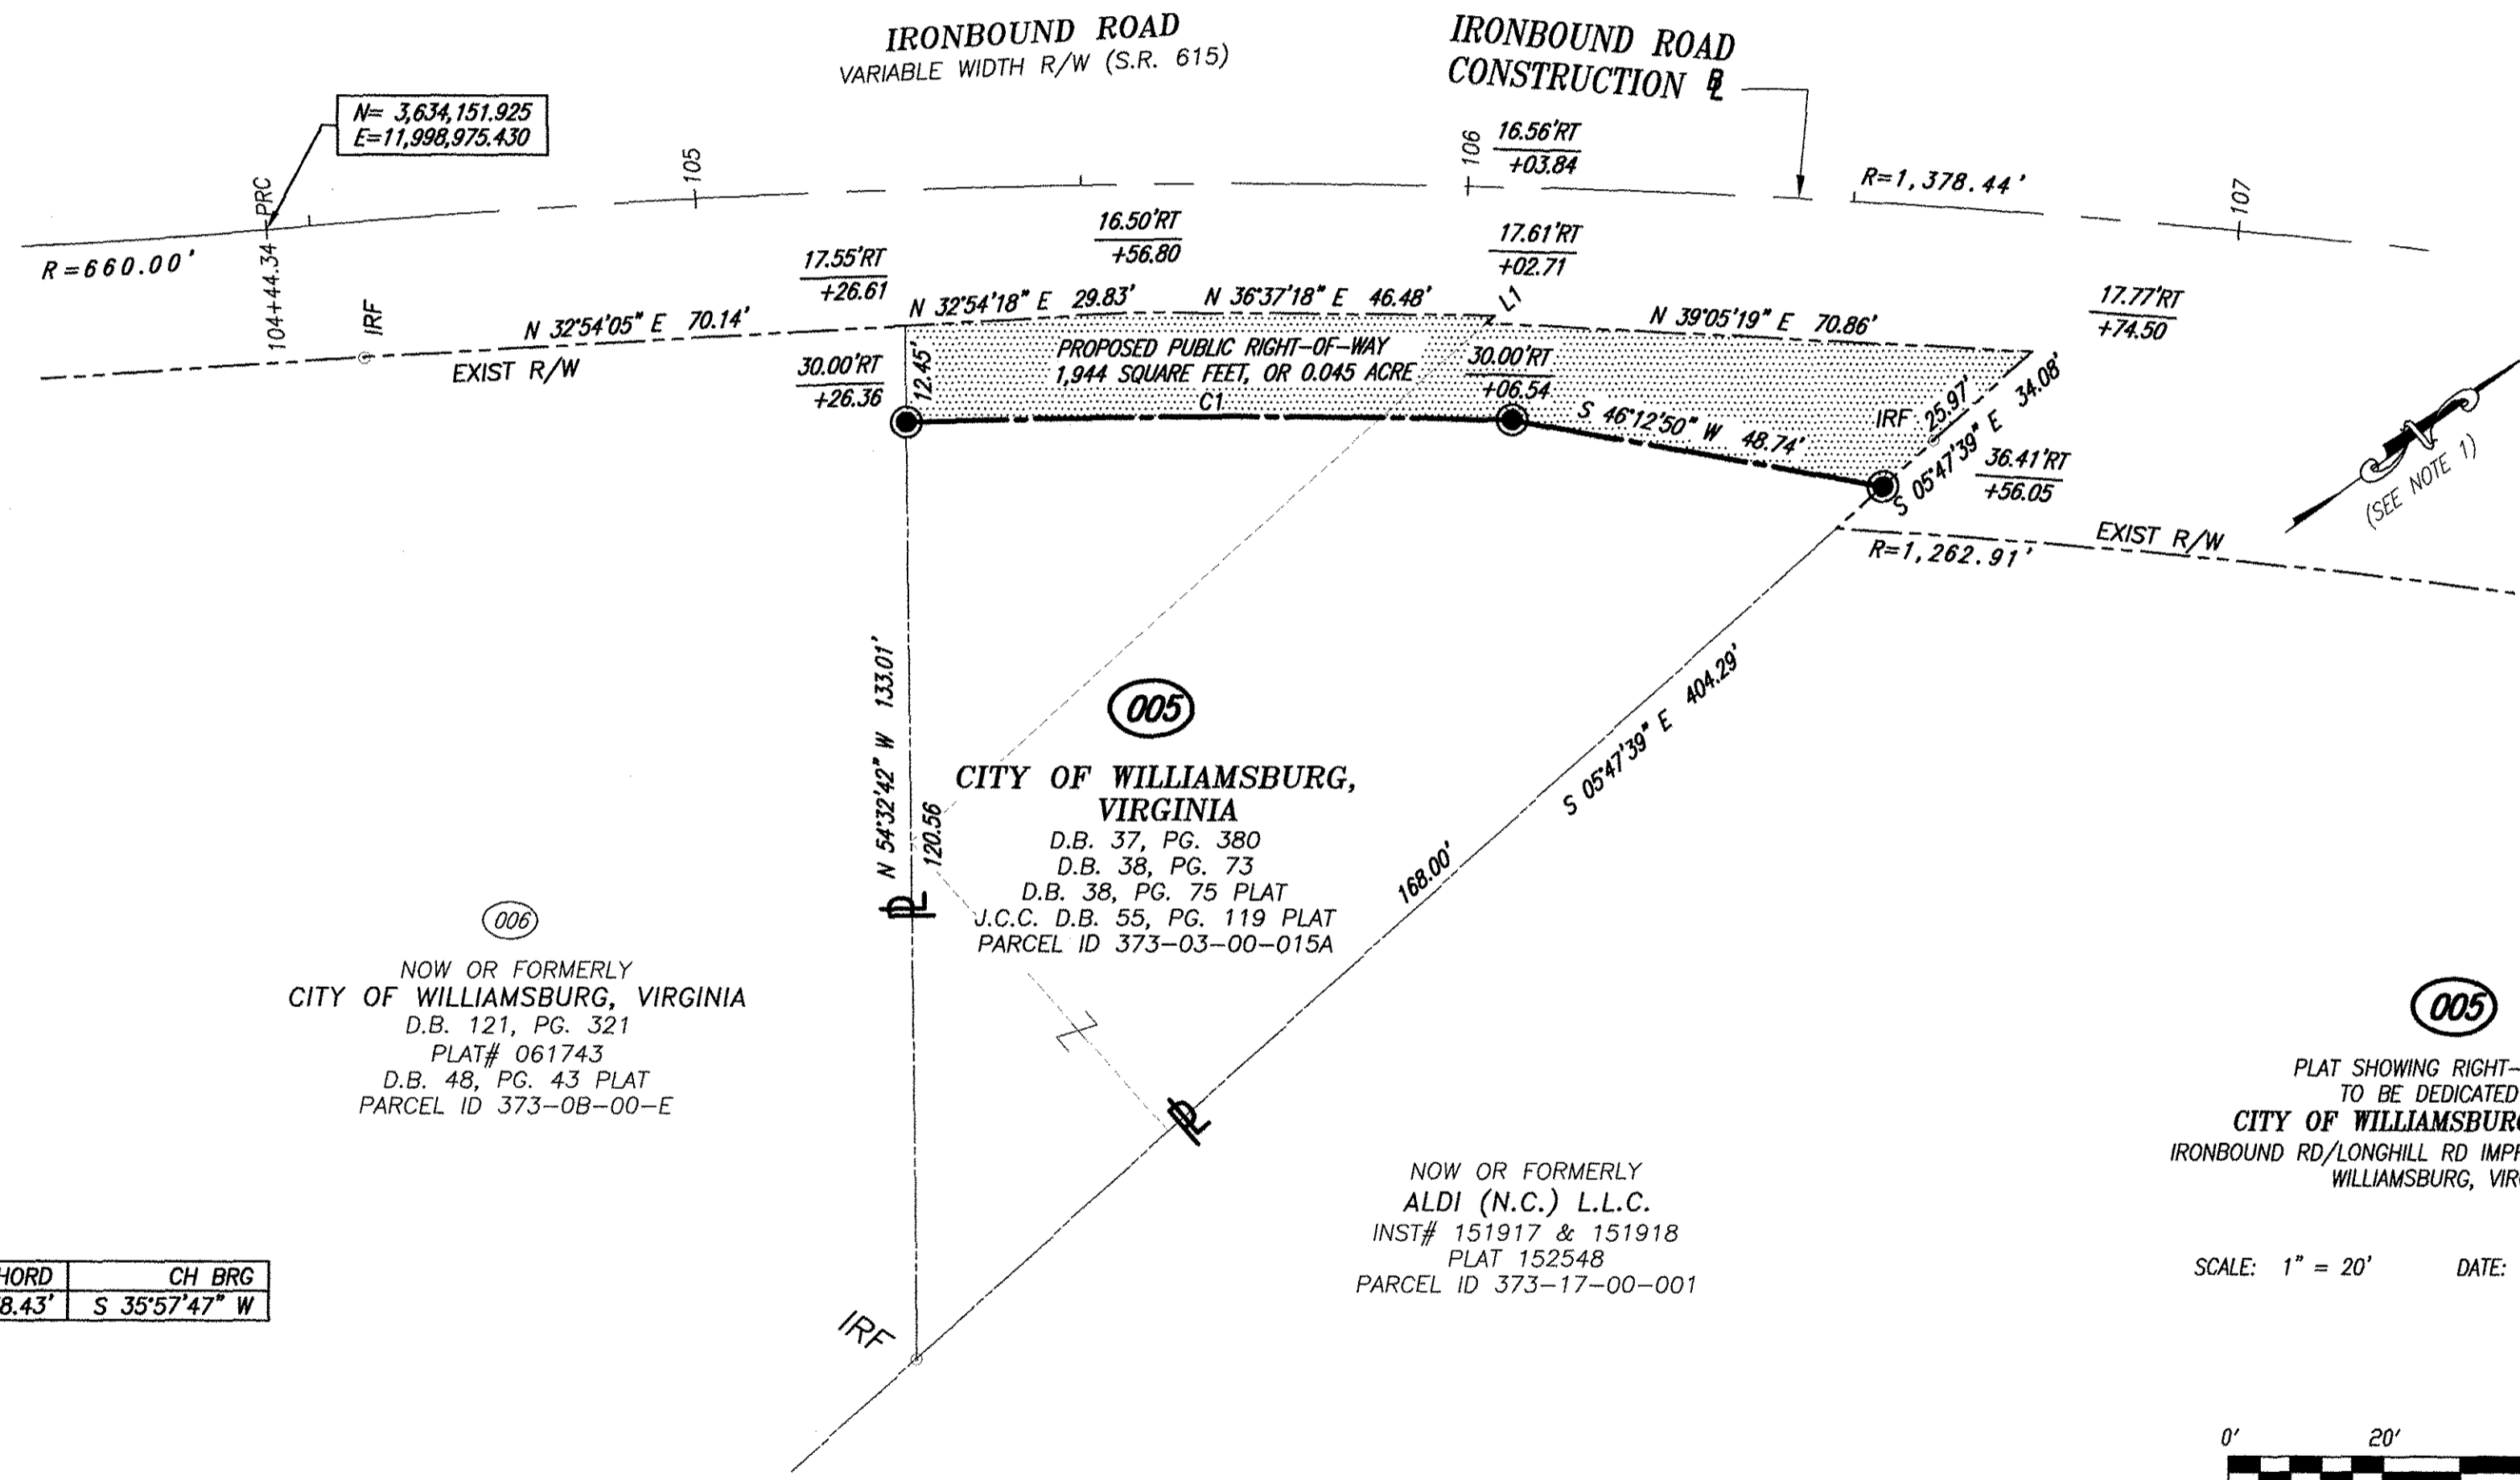 IRONBOUND ROAD
VARIABLE WIDTH R/W (S.R. 615)
IRONBOUND ROAD
CONSTRUCTION BL
N= 3,634,151.925
E=11,998,975.430
104+44.34 PRC
105
106
16.56'RT
+03.84
R=1,378.44'
107
R=660.00'
IRF
17.55'RT
+26.61
16.50'RT
+56.80
17.61'RT
+02.71
17.77'RT
+74.50
N 32°54'05" E 70.14'
N 32°54'18" E 29.83'
N 36°37'18" E 46.48'
L1
N 39°05'19" E 70.86'
EXIST R/W
30.00'RT
+26.36
12.45'
PROPOSED PUBLIC RIGHT-OF-WAY
1,944 SQUARE FEET, OR 0.045 ACRE
C1
30.00'RT
+06.54
S 46°12'50" W 48.74'
IRF
25.97'
S 05°47'39" E 34.08'
36.41'RT
+56.05
(SEE NOTE 1)
EXIST R/W
R=1,262.91'
N 54°32'42" W 133.01'
120.56
PL
005
CITY OF WILLIAMSBURG,
VIRGINIA
D.B. 37, PG. 380
D.B. 38, PG. 73
D.B. 38, PG. 75 PLAT
J.C.C. D.B. 55, PG. 119 PLAT
PARCEL ID 373-03-00-015A
S 05°47'39" E 404.29'
168.00'
PL
006
NOW OR FORMERLY
CITY OF WILLIAMSBURG, VIRGINIA
D.B. 121, PG. 321
PLAT# 061743
D.B. 48, PG. 43 PLAT
PARCEL ID 373-0B-00-E
NOW OR FORMERLY
ALDI (N.C.) L.L.C.
INST# 151917 & 151918
PLAT 152548
PARCEL ID 373-17-00-001
IRF
HORD CH BRG
8.43' S 35°57'47" W
005
PLAT SHOWING RIGHT-
TO BE DEDICATED
CITY OF WILLIAMSBURG
IRONBOUND RD/LONGHILL RD IMPR
WILLIAMSBURG, VIR
SCALE: 1" = 20' DATE:
0' 20'